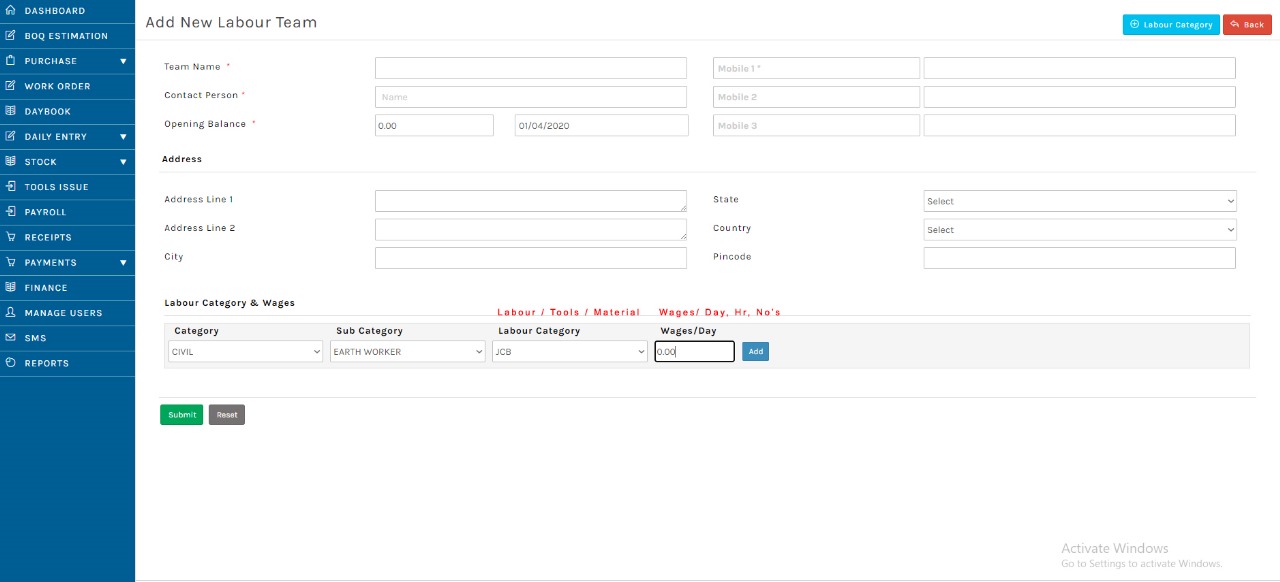 DASHBOARD
BOQ ESTIMATION
PURCHASE
WORK ORDER
DAYBOOK
DAILY ENTRY
STOCK
TOOLS ISSUE
PAYROLL
RECEIPTS
PAYMENTS
FINANCE
MANAGE USERS
SMS
REPORTS
Add New Labour Team
Labour Category Back
Team Name * Mobile 1 *
Contact Person * Name Mobile 2
Opening Balance * 0.00 01/04/2020 Mobile 3
Address
Address Line 1 State Select
Address Line 2 Country Select
City Pincode
Labour Category & Wages
Labour / Tools / Material Wages/ Day, Hr, No's
Category Sub Category Labour Category Wages/Day
CIVIL EARTH WORKER JCB 0.00 Add
Submit Reset
Activate Windows
Go to Settings to activate Windows.